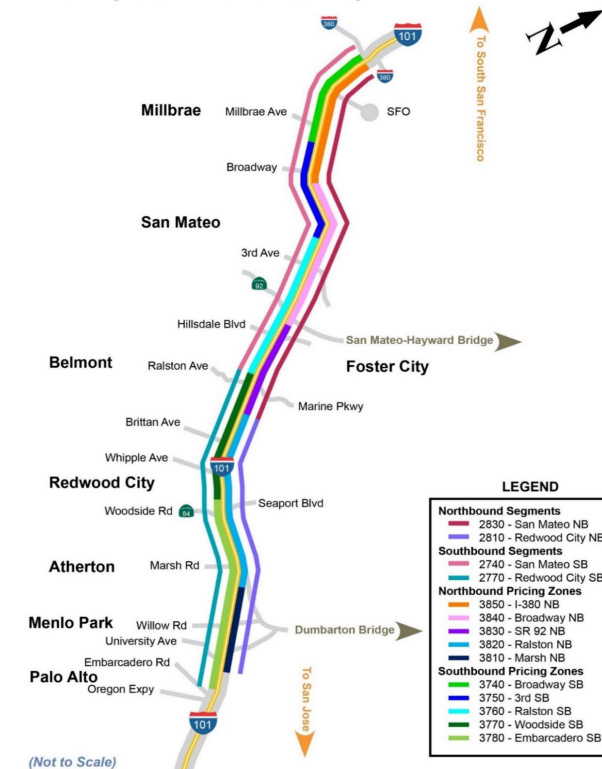 380
101
To South San Francisco
N
380
Millbrae
Millbrae Ave
SFO
Broadway
San Mateo
3rd Ave
92
Hillsdale Blvd
San Mateo-Hayward Bridge
Belmont
Ralston Ave
Foster City
Marine Pkwy
Brittan Ave
Whipple Ave
101
Redwood City
Woodside Rd
84
Seaport Blvd
Atherton
Marsh Rd
Menlo Park
Willow Rd
Dumbarton Bridge
University Ave
Embarcadero Rd
Palo Alto
Oregon Expy
To San Jose
101
(Not to Scale)
LEGEND
Northbound Segments
2830 - San Mateo NB
2810 - Redwood City NB
Southbound Segments
2740 - San Mateo SB
2770 - Redwood City SB
Northbound Pricing Zones
3850 - I-380 NB
3840 - Broadway NB
3830 - SR 92 NB
3820 - Ralston NB
3810 - Marsh NB
Southbound Pricing Zones
3740 - Broadway SB
3750 - 3rd SB
3760 - Ralston SB
3770 - Woodside SB
3780 - Embarcadero SB